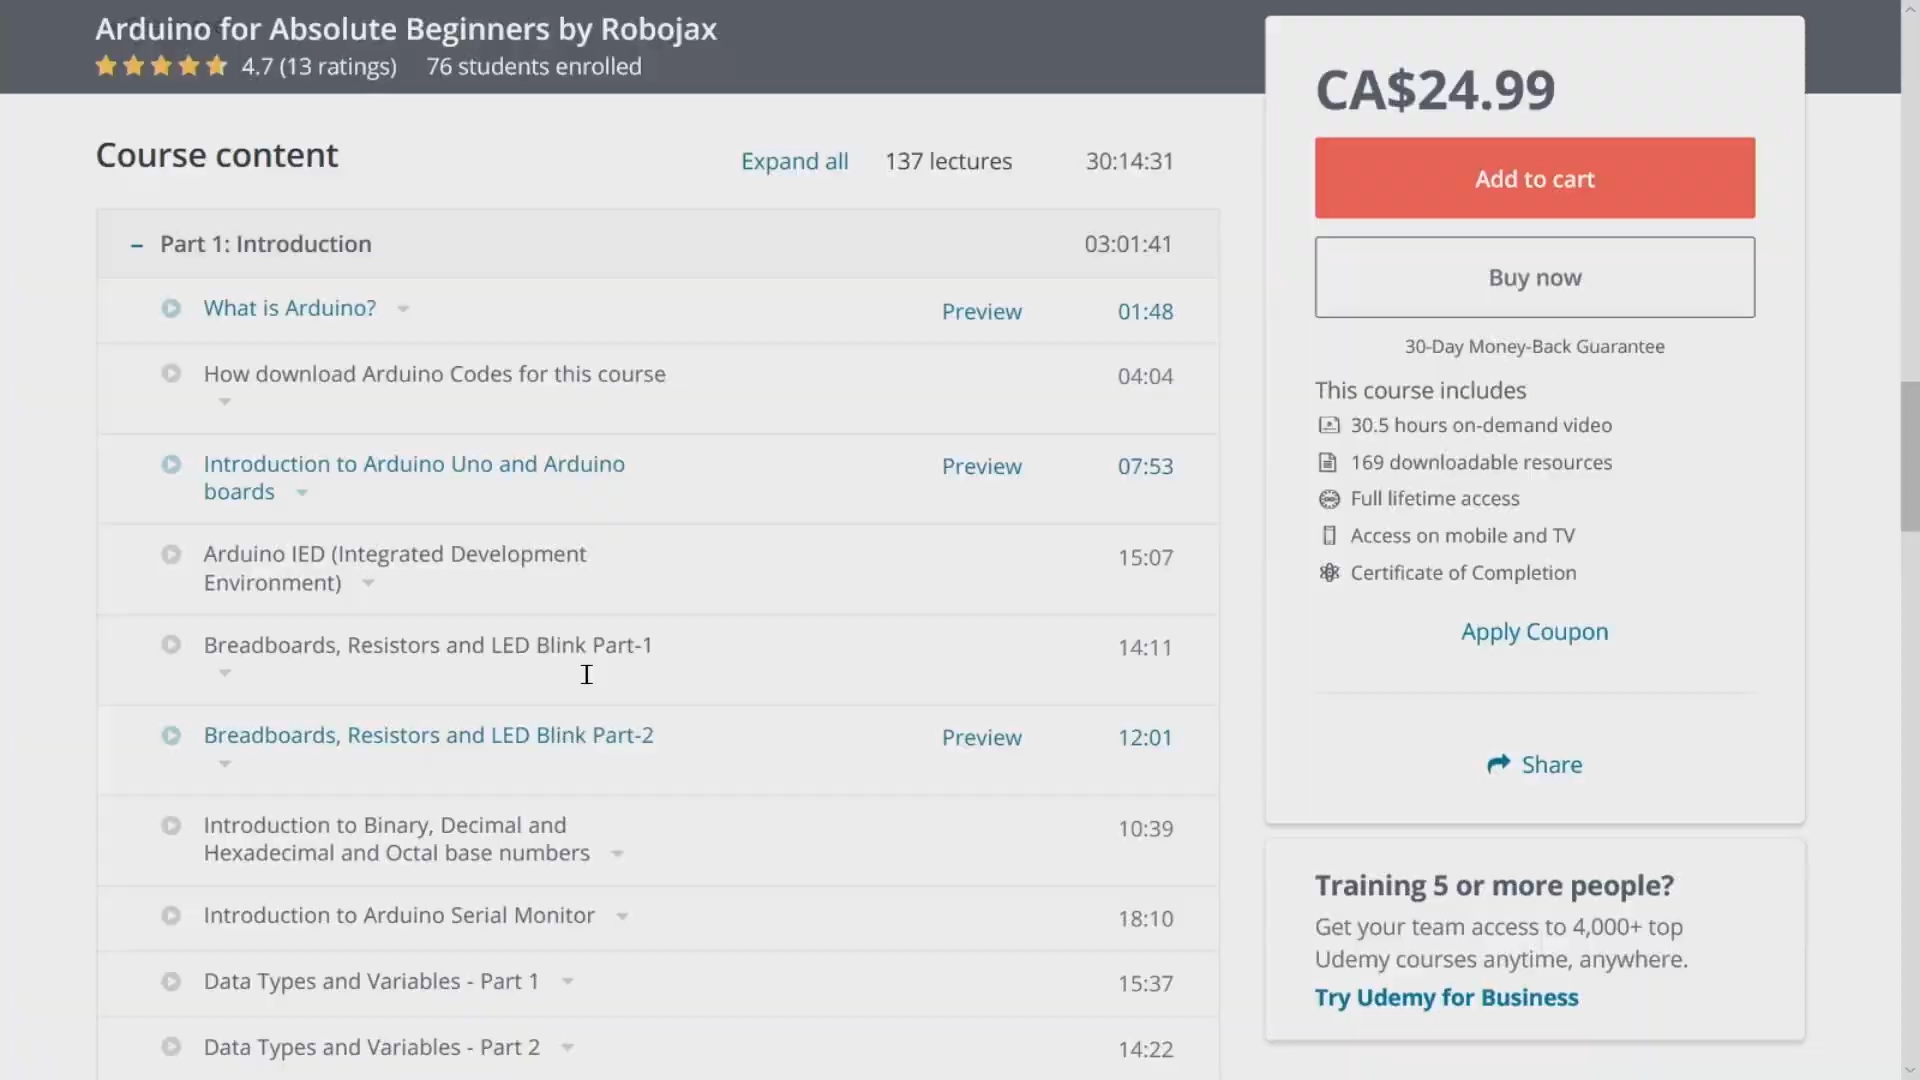 Arduino for Absolute Beginners by Robojax
4.7 (13 ratings) 76 students enrolled
Course content Expand all 137 lectures 30:14:31
Part 1: Introduction 03:01:41
What is Arduino? Preview 01:48
How download Arduino Codes for this course 04:04
Introduction to Arduino Uno and Arduino Preview 07:53
boards
Arduino IED (Integrated Development 15:07
Environment)
Breadboards, Resistors and LED Blink Part-1 14:11
Breadboards, Resistors and LED Blink Part-2 Preview 12:01
Introduction to Binary, Decimal and 10:39
Hexadecimal and Octal base numbers
Introduction to Arduino Serial Monitor 18:10
Data Types and Variables - Part 1 15:37
Data Types and Variables - Part 2 14:22
CA$24.99
Add to cart
Buy now
30-Day Money-Back Guarantee
This course includes
30.5 hours on-demand video
169 downloadable resources
Full lifetime access
Access on mobile and TV
Certificate of Completion
Apply Coupon
Share
Training 5 or more people?
Get your team access to 4,000+ top
Udemy courses anytime, anywhere.
Try Udemy for Business